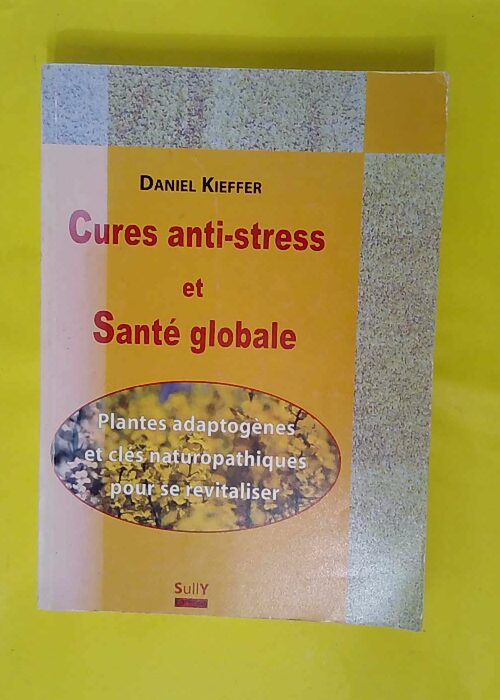 DANIEL KIEFFER
Cures anti-stress
et
Santé globale
Plantes adaptogènes
et clés naturopathiques
pour se revitaliser
SullY